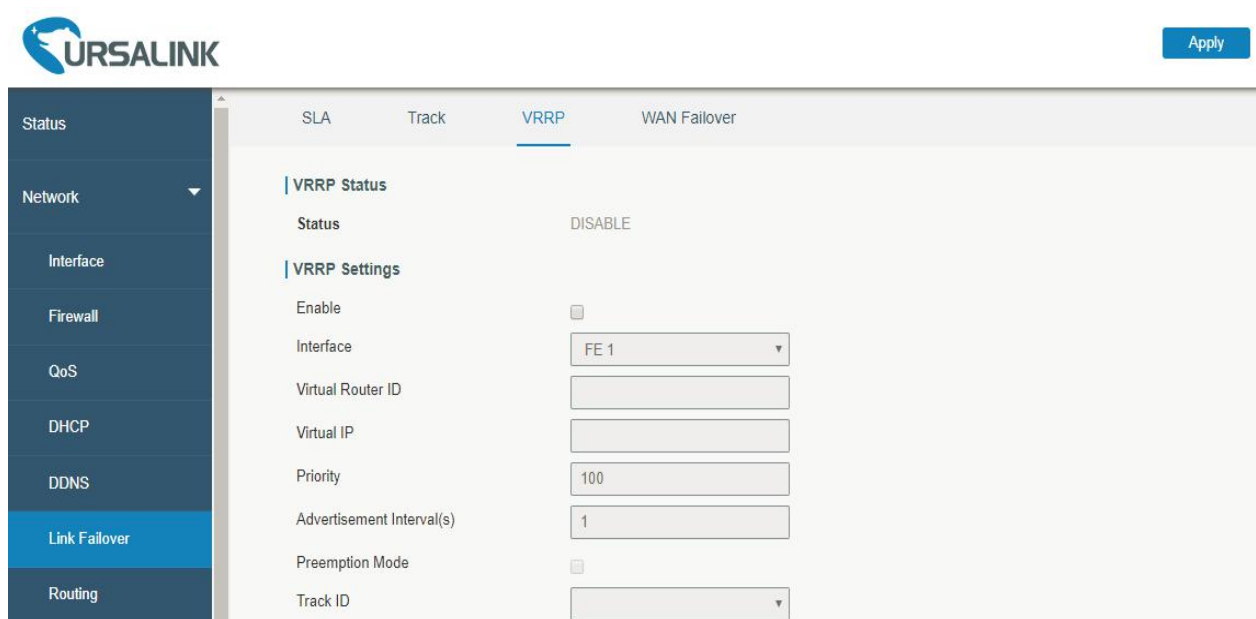 URSALINK
Apply
Status
Network
Interface
Firewall
QoS
DHCP
DDNS
Link Failover
Routing
SLA Track VRRP WAN Failover
VRRP Status
Status DISABLE
VRRP Settings
Enable
Interface FE 1
Virtual Router ID
Virtual IP
Priority 100
Advertisement Interval(s) 1
Preemption Mode
Track ID